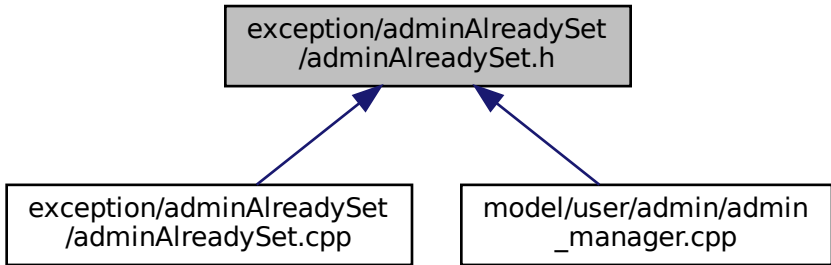 exception/adminAlreadySet
/adminAlreadySet.h
exception/adminAlreadySet
/adminAlreadySet.cpp
model/user/admin/admin
_manager.cpp